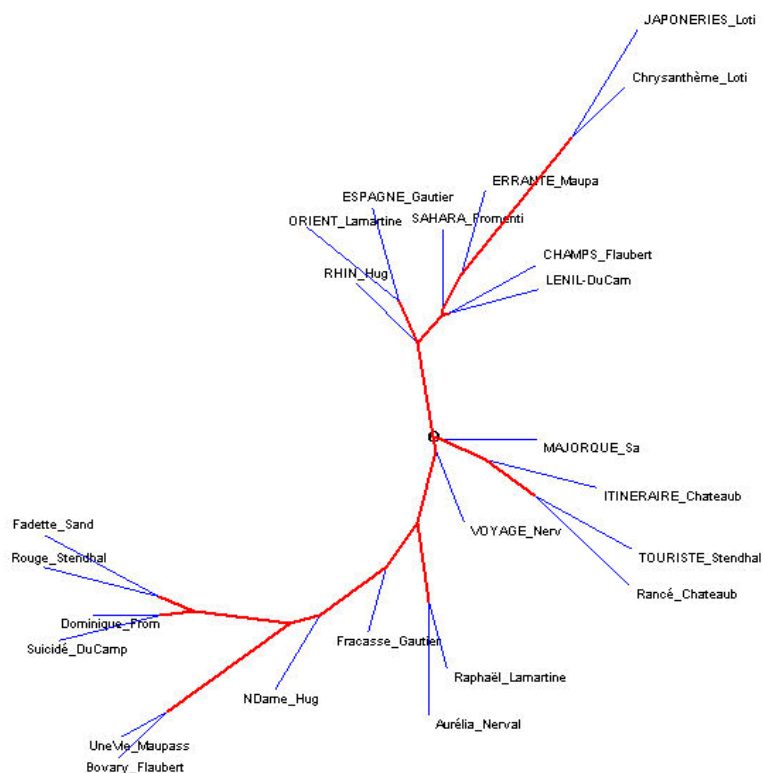 JAPONERIES_Loti
Chrysanthème_Loti
ERRANTE_Maupa
ESPAGNE_Gautier
ORIENT_Lamartine
SAHARA_Fromenti
CHAMPS_Flaubert
RHIN_Hug
LENIL-DuCam
MAJORQUE_Sa
ITINERAIRE_Chateaub
Fadette_Sand
VOYAGE_Nerv
Rouge_Stendhal
TOURISTE_Stendhal
Rancé_Chateaub
Dominique_From
Fracasse_Gautier
Suicidé_DuCamp
Raphaël_Lamartine
NDame_Hug
Aurélia_Nerval
UneVie_Maupass
Bovary_Flaubert